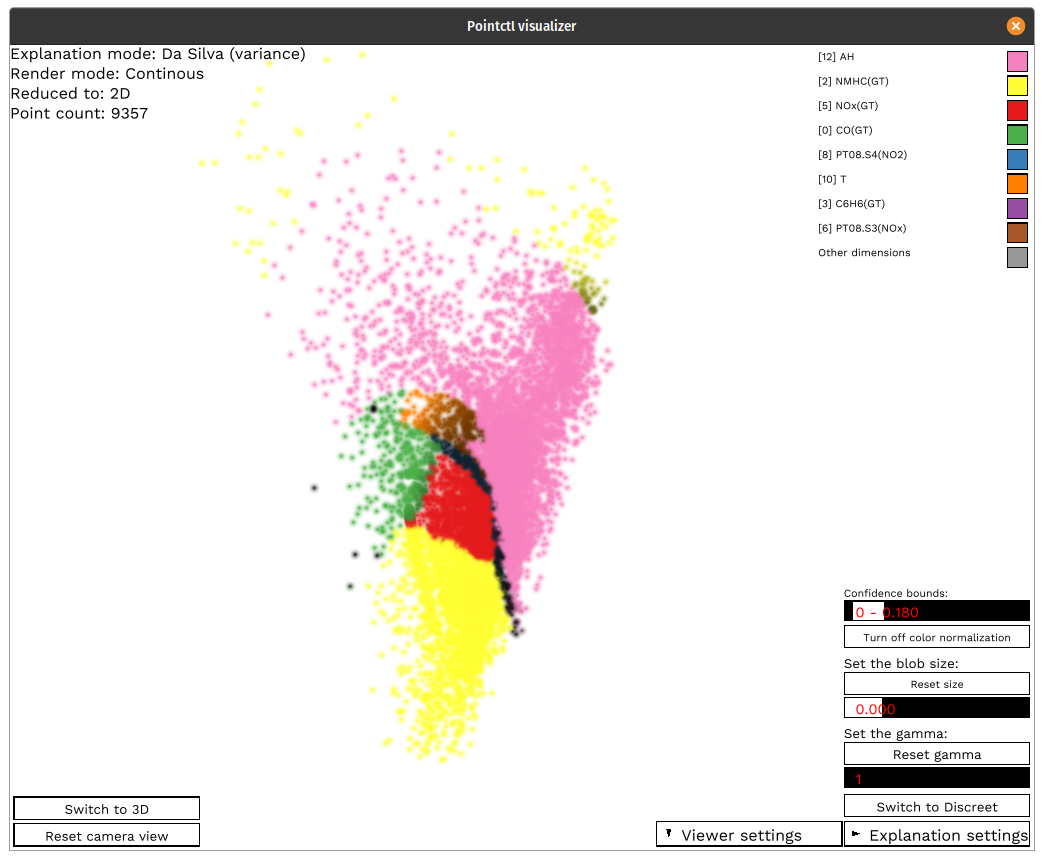 Pointctl visualizer
Explanation mode: Da Silva (variance)
Render mode: Continous
Reduced to: 2D
Point count: 9357
[12] AH
[2] NMHC(GT)
[5] NOx(GT)
[0] CO(GT)
[8] PT08.S4(NO2)
[10] T
[3] C6H6(GT)
[6] PT08.S3(NOx)
Other dimensions
Confidence bounds:
0 - 0.180
Turn off color normalization
Set the blob size:
Reset size
0.000
Set the gamma:
Reset gamma
1
Switch to Discreet
Switch to 3D
Reset camera view
Viewer settings
Explanation settings